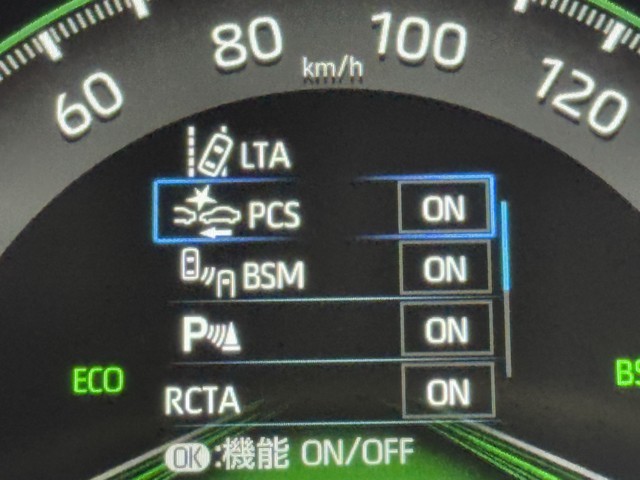 80
100
km/h
60
120
LTA
PCS ON
BSM ON
P ON
ECO
BS
RCTA ON
OK:機能 ON/OFF